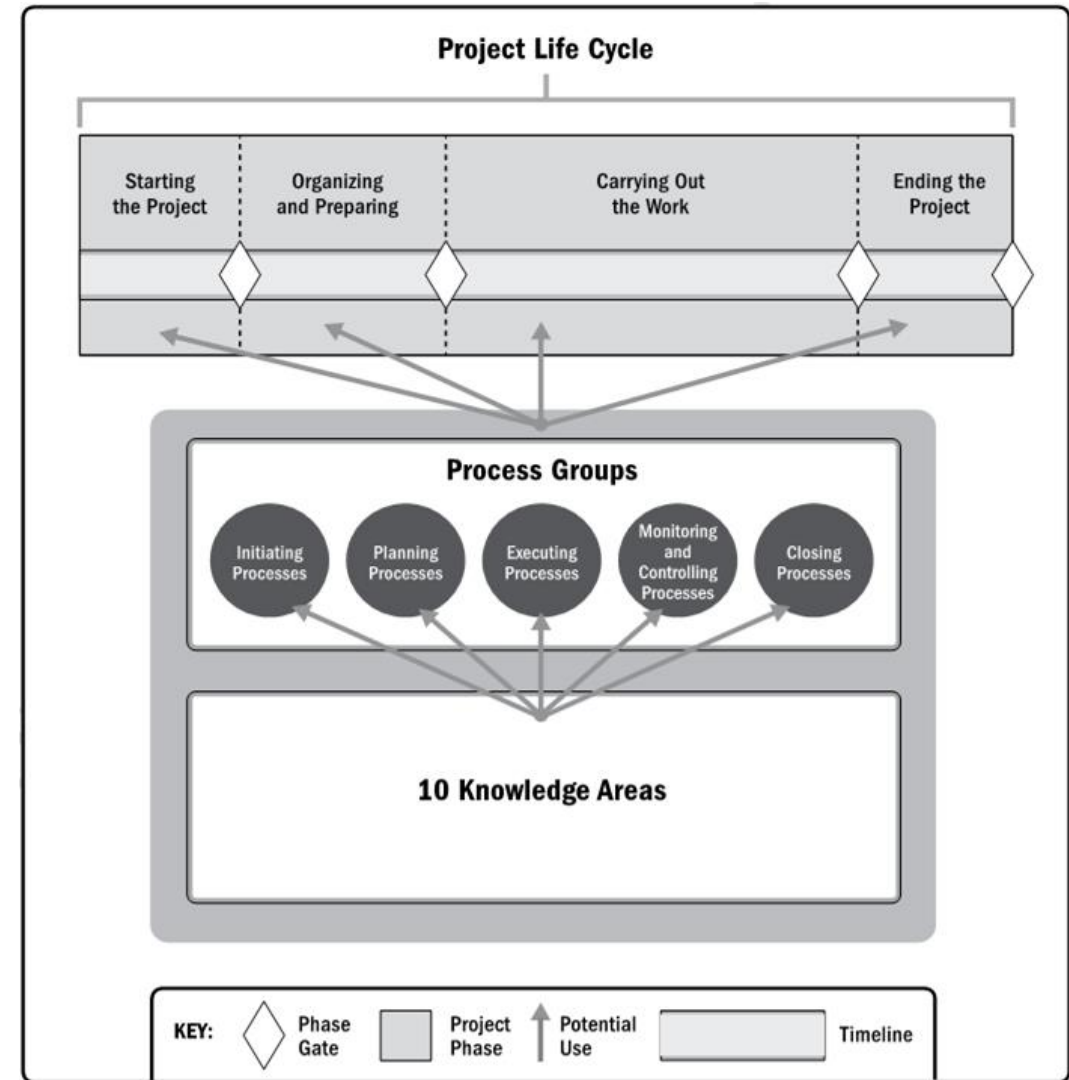 Project Life Cycle
Starting
the Project
Organizing
and Preparing
Carrying Out
the Work
Ending the
Project
Process Groups
Initiating
Processes
Planning
Processes
Executing
Processes
Monitoring
and
Controlling
Processes
Closing
Processes
10 Knowledge Areas
KEY:
Phase
Gate
Project
Phase
Potential
Use
Timeline